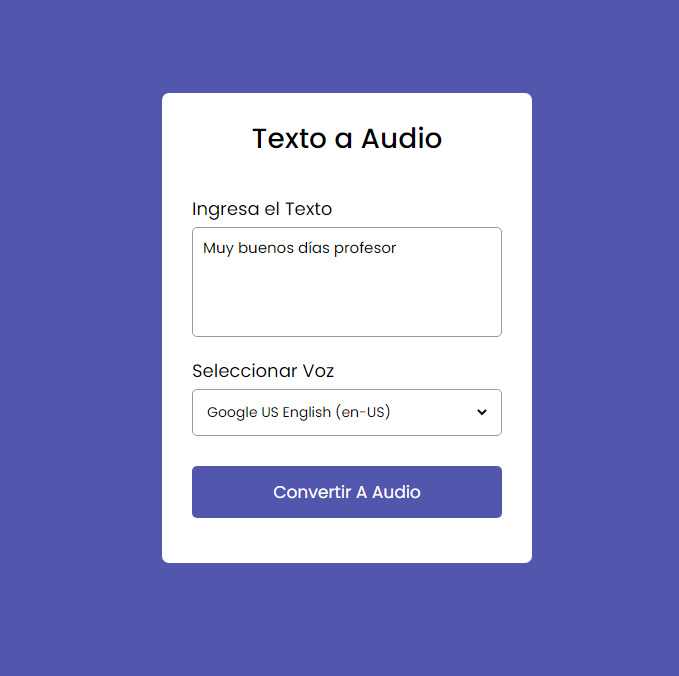 Texto a Audio
Ingresa el Texto
Muy buenos días profesor
Seleccionar Voz
Google US English (en-US)
Convertir A Audio